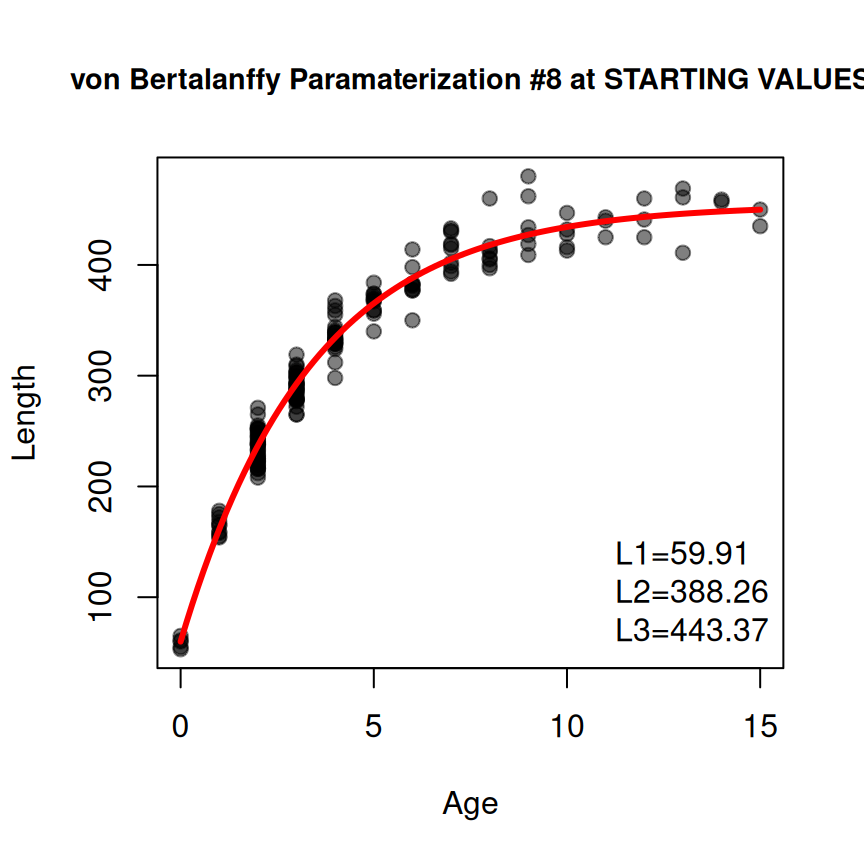 von Bertalanffy Paramaterization #8 at STARTING VALUES
Length
400
300
200
100
L1=59.91
L2=388.26
L3=443.37
0 5 10 15
Age